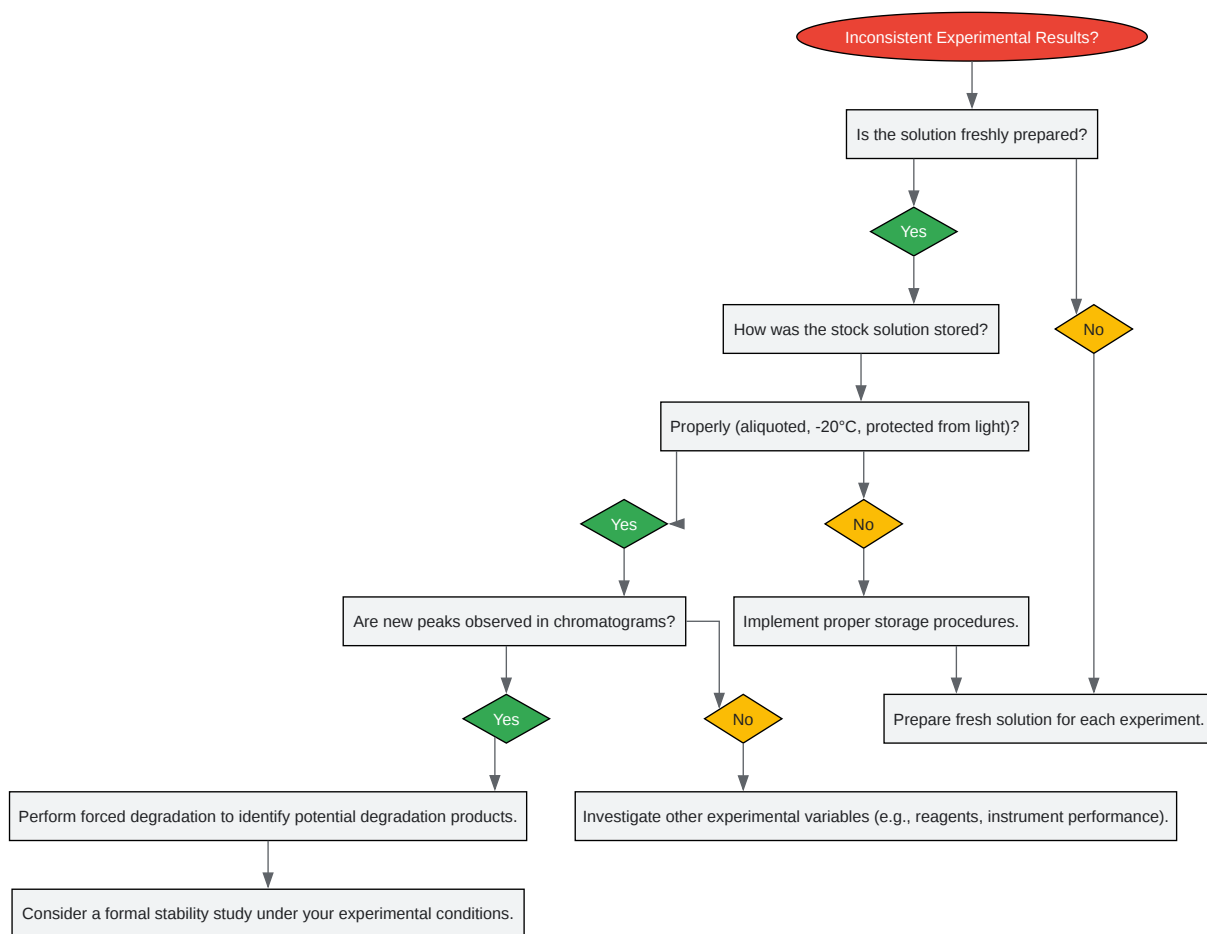 Inconsistent Experimental Results?
Is the solution freshly prepared?
Yes
How was the stock solution stored?
No
Properly (aliquoted, -20°C, protected from light)?
Yes
No
Are new peaks observed in chromatograms?
Implement proper storage procedures.
Yes
No
Prepare fresh solution for each experiment.
Perform forced degradation to identify potential degradation products.
Investigate other experimental variables (e.g., reagents, instrument performance).
Consider a formal stability study under your experimental conditions.